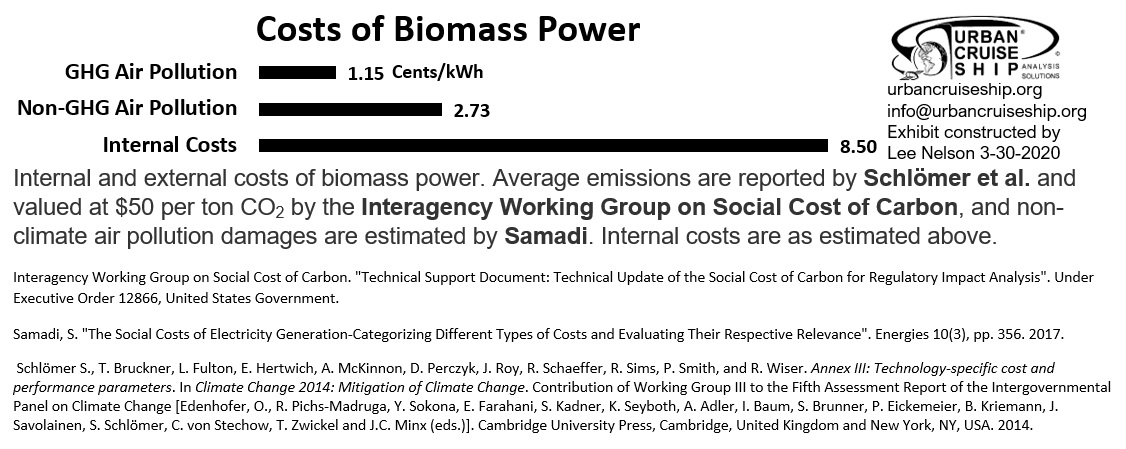 Costs of Biomass Power
GHG Air Pollution 1.15 Cents/kWh
Non-GHG Air Pollution 2.73
Internal Costs 8.50
URBAN
CRUISE
SHIP ANALYSIS
SOLUTIONS
©
urbancruiseship.org
info@urbancruiseship.org
Exhibit constructed by
Lee Nelson 3-30-2020
Internal and external costs of biomass power. Average emissions are reported by Schlömer et al. and
valued at $50 per ton CO₂ by the Interagency Working Group on Social Cost of Carbon, and non-
climate air pollution damages are estimated by Samadi. Internal costs are as estimated above.
Interagency Working Group on Social Cost of Carbon. "Technical Support Document: Technical Update of the Social Cost of Carbon for Regulatory Impact Analysis". Under
Executive Order 12866, United States Government.
Samadi, S. "The Social Costs of Electricity Generation-Categorizing Different Types of Costs and Evaluating Their Respective Relevance". Energies 10(3), pp. 356. 2017.
Schlömer S., T. Bruckner, L. Fulton, E. Hertwich, A. McKinnon, D. Perczyk, J. Roy, R. Schaeffer, R. Sims, P. Smith, and R. Wiser. Annex III: Technology-specific cost and
performance parameters. In Climate Change 2014: Mitigation of Climate Change. Contribution of Working Group III to the Fifth Assessment Report of the Intergovernmental
Panel on Climate Change [Edenhofer, O., R. Pichs-Madruga, Y. Sokona, E. Farahani, S. Kadner, K. Seyboth, A. Adler, I. Baum, S. Brunner, P. Eickemeier, B. Kriemann, J.
Savolainen, S. Schlömer, C. von Stechow, T. Zwickel and J.C. Minx (eds.)]. Cambridge University Press, Cambridge, United Kingdom and New York, NY, USA. 2014.